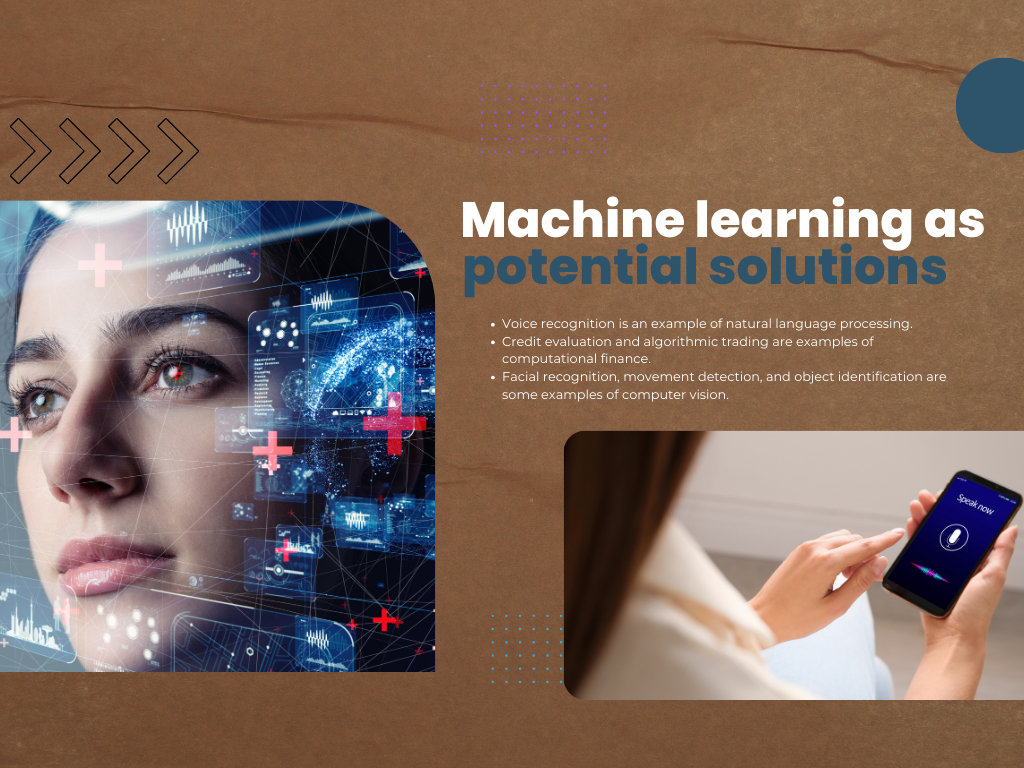 Machine learning as
potential solutions
• Voice recognition is an example of natural language processing.
• Credit evaluation and algorithmic trading are examples of
computational finance.
• Facial recognition, movement detection, and object identification are
some examples of computer vision.
Speak now